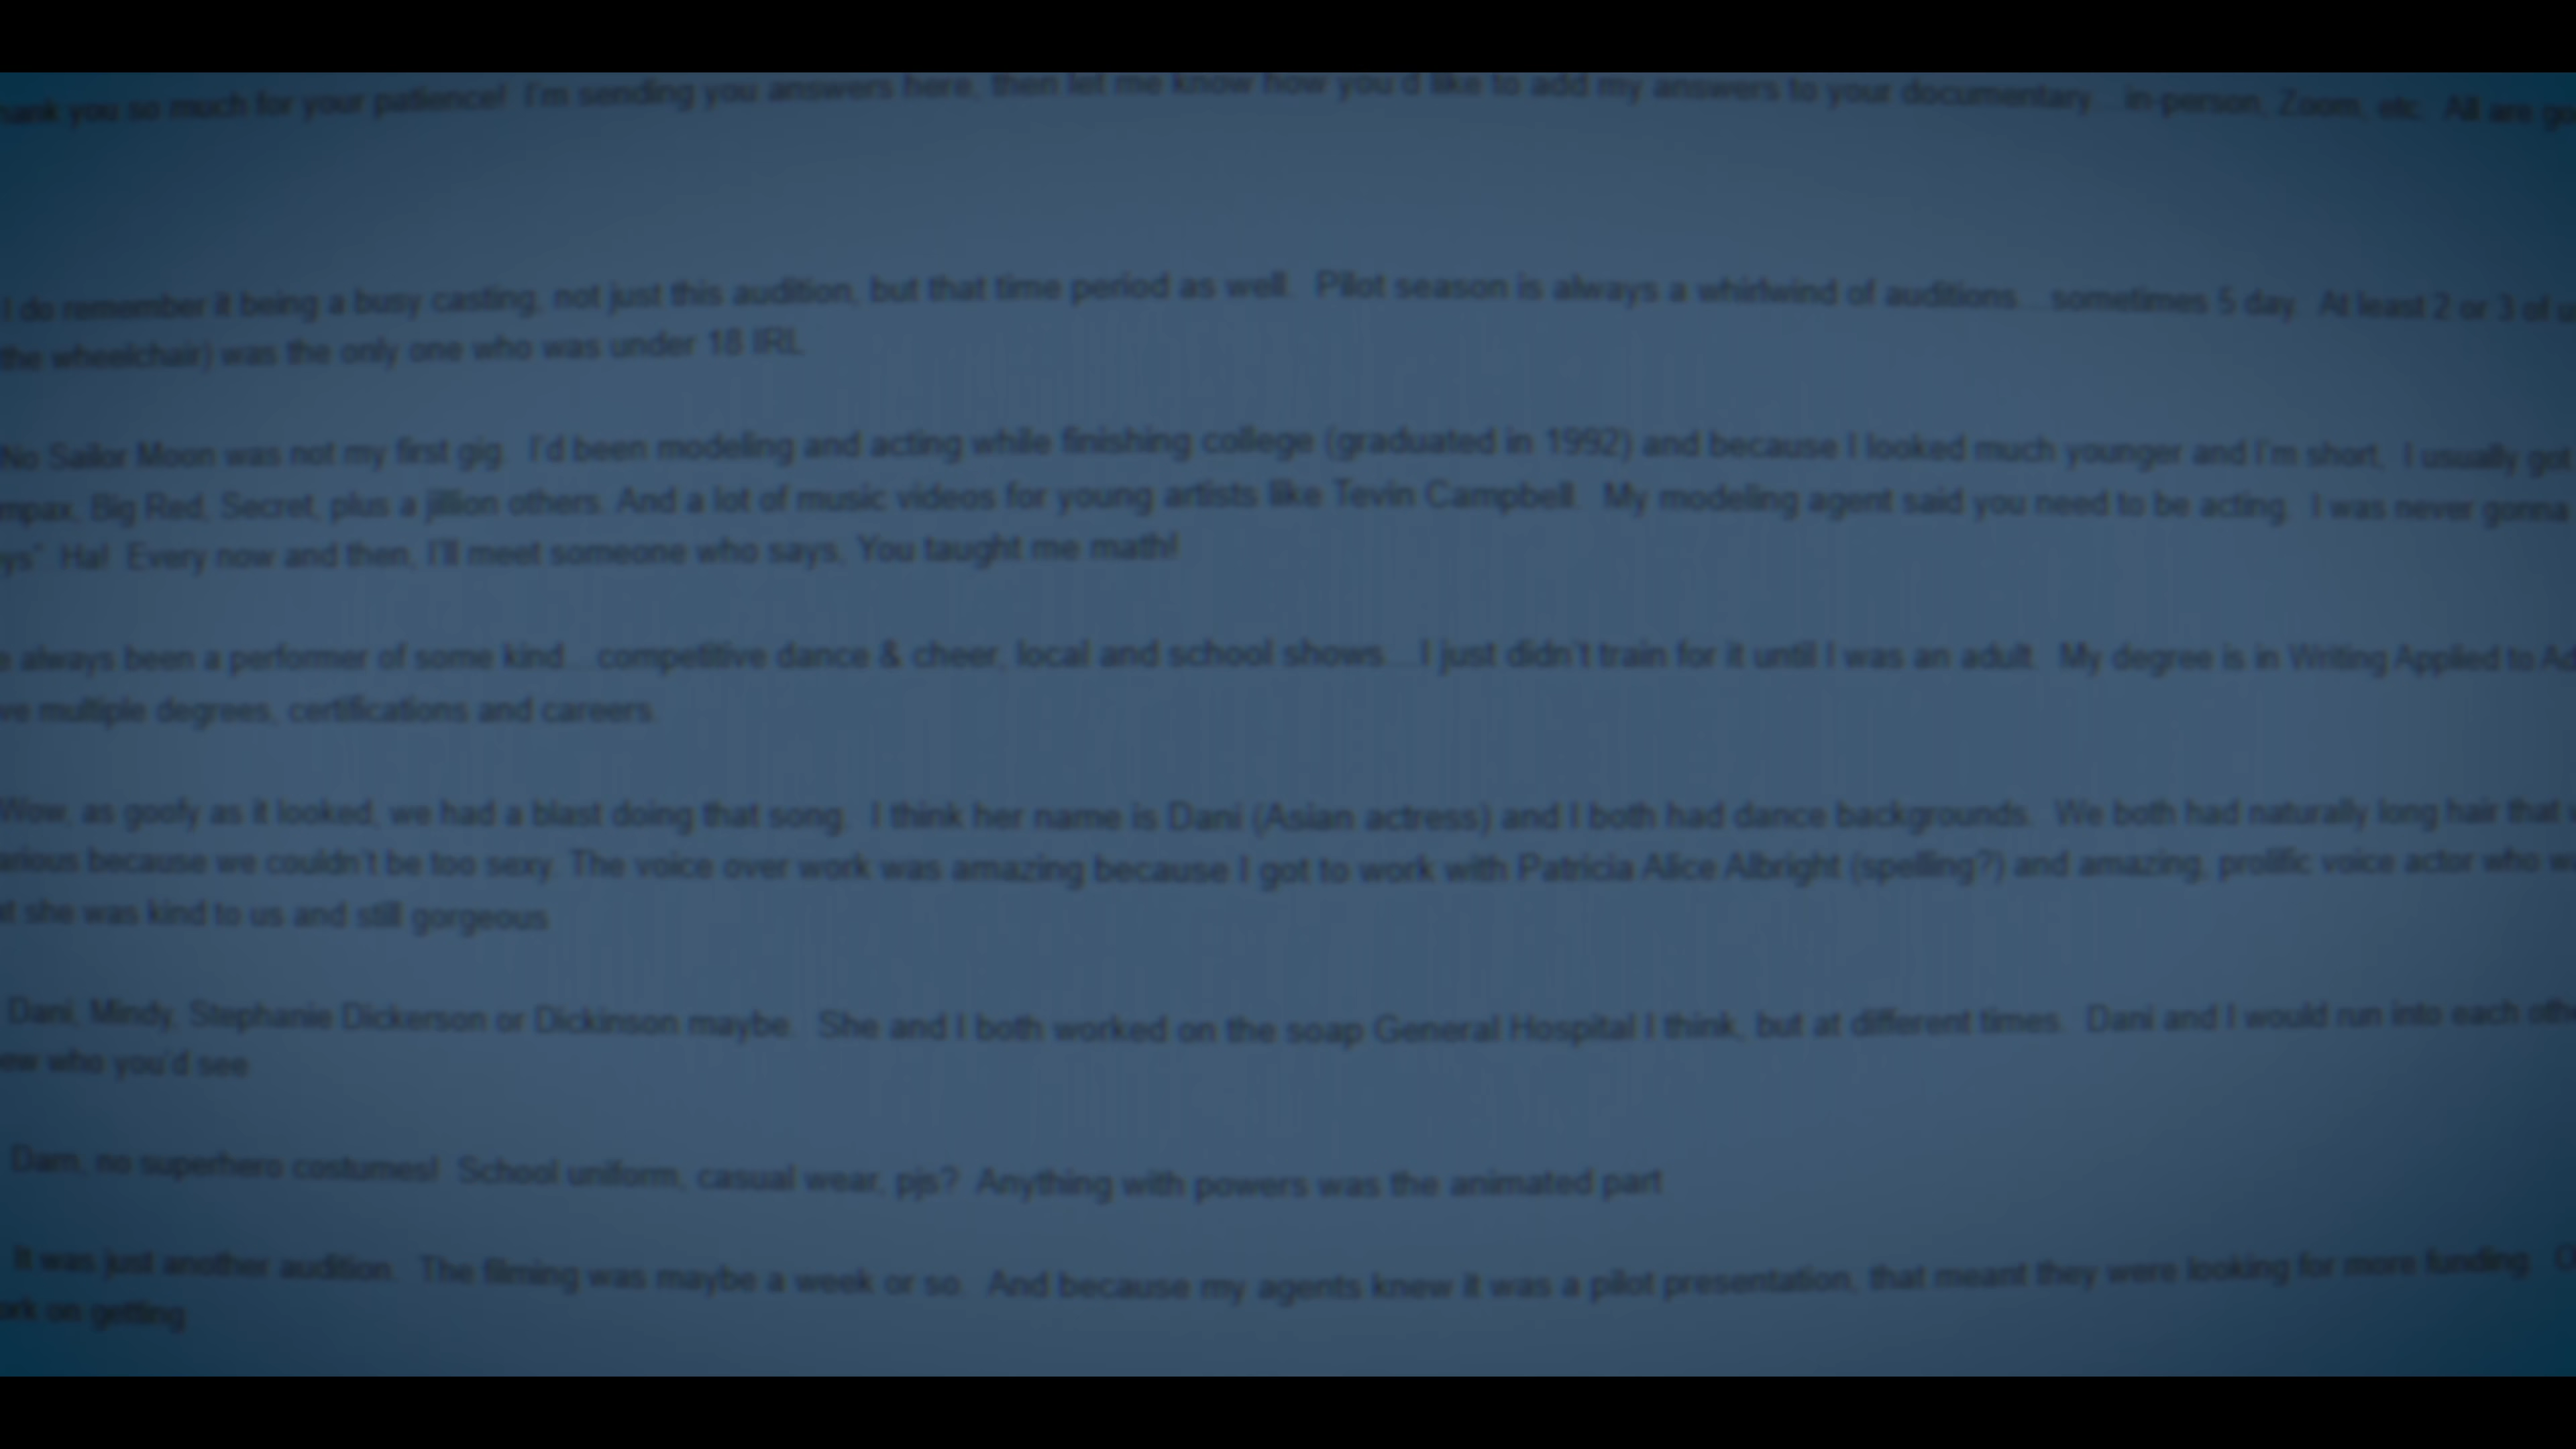 hank you so much for your patience! I'm sending you answers here, then let me know how you'd like to add my answers to your documentary... in-person, Zoom, etc. All are go
I do remember it being a busy casting, not just this audition, but that time period as well. Pilot season is always a whirlwind of auditions... sometimes 5 day. At least 2 or 3 of u
the wheelchair) was the only one who was under 18 IRL.
No Sailor Moon was not my first gig. I'd been modeling and acting while finishing college (graduated in 1992) and because I looked much younger and I'm short, I usually got
mpax, Big Red, Secret, plus a jillion others. And a lot of music videos for young artists like Tevin Campbell. My modeling agent said you need to be acting. I was never gonna
ys" Ha! Every now and then, I'll meet someone who says, You taught me math!
s always been a performer of some kind... competitive dance & cheer, local and school shows... I just didn't train for it until I was an adult. My degree is in Writing Applied to Ad
ve multiple degrees, certifications and careers.
Wow, as goofy as it looked, we had a blast doing that song. I think her name is Dani (Asian actress) and I both had dance backgrounds. We both had naturally long hair that
arious because we couldn't be too sexy. The voice over work was amazing because I got to work with Patricia Alice Albright (spelling?) and amazing, prolific voice actor who w
t she was kind to us and still gorgeous
Dani, Mindy, Stephanie Dickerson or Dickinson maybe. She and I both worked on the soap General Hospital I think, but at different times. Dani and I would run into each oth
ew who you'd see
Dam, no superhero costumes! School uniform, casual wear, pjs? Anything with powers was the animated part
It was just another audition. The filming was maybe a week or so. And because my agents knew it was a pilot presentation, that meant they were looking for more funding. O
ork on getting